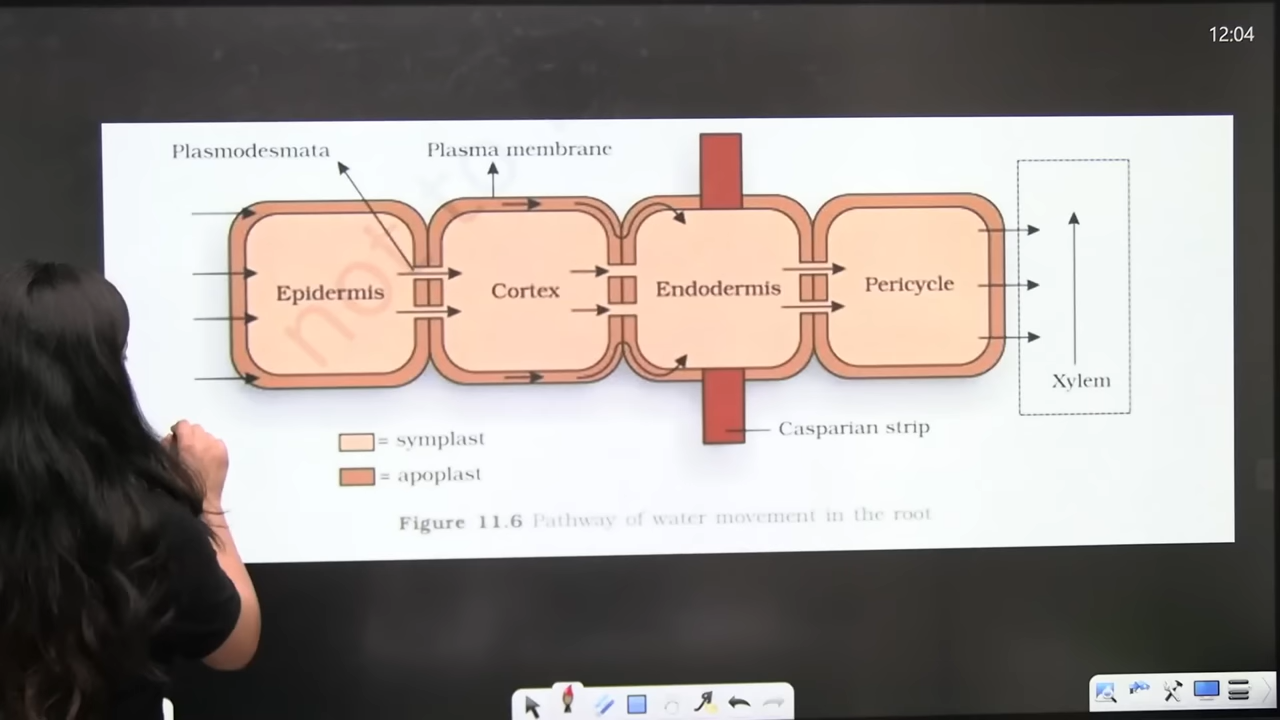 12:04
Plasmodesmata
Plasma membrane
Epidermis
Cortex
Endodermis
Pericycle
Xylem
Casparian strip
= symplast
= apoplast
Figure 11.6 Pathway of water movement in the root